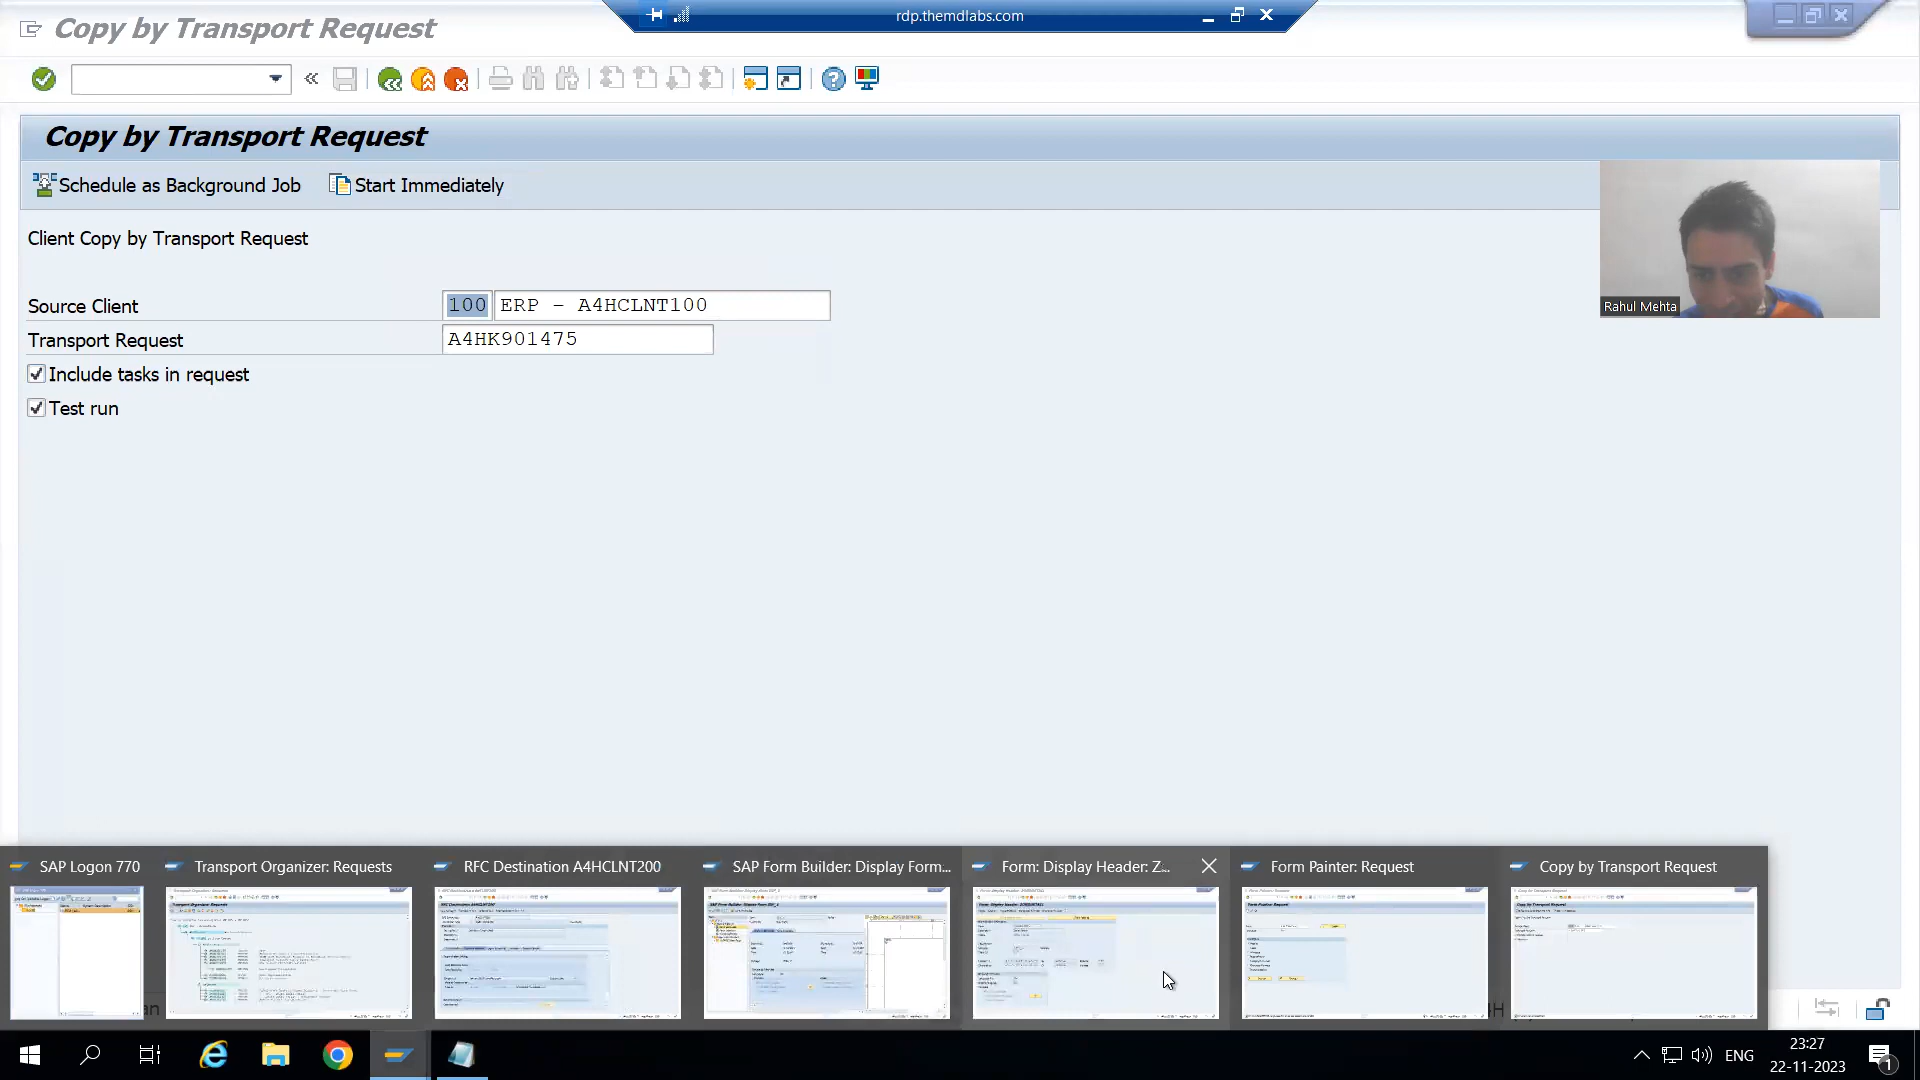 Copy by Transport Request
rdp.themdlabs.com
Copy by Transport Request
Schedule as Background Job
Start Immediately
Client Copy by Transport Request
Source Client
100
ERP - A4HCLNT100
Transport Request
A4HK901475
Include tasks in request
Test run
Rahul Mehta
SAP Logon 770
Transport Organizer: Requests
RFC Destination A4HCLNT200
SAP Form Builder: Display Form...
Form: Display Header: Z...
Form Painter: Request
Copy by Transport Request
ENG
23:27
22-11-2023
1